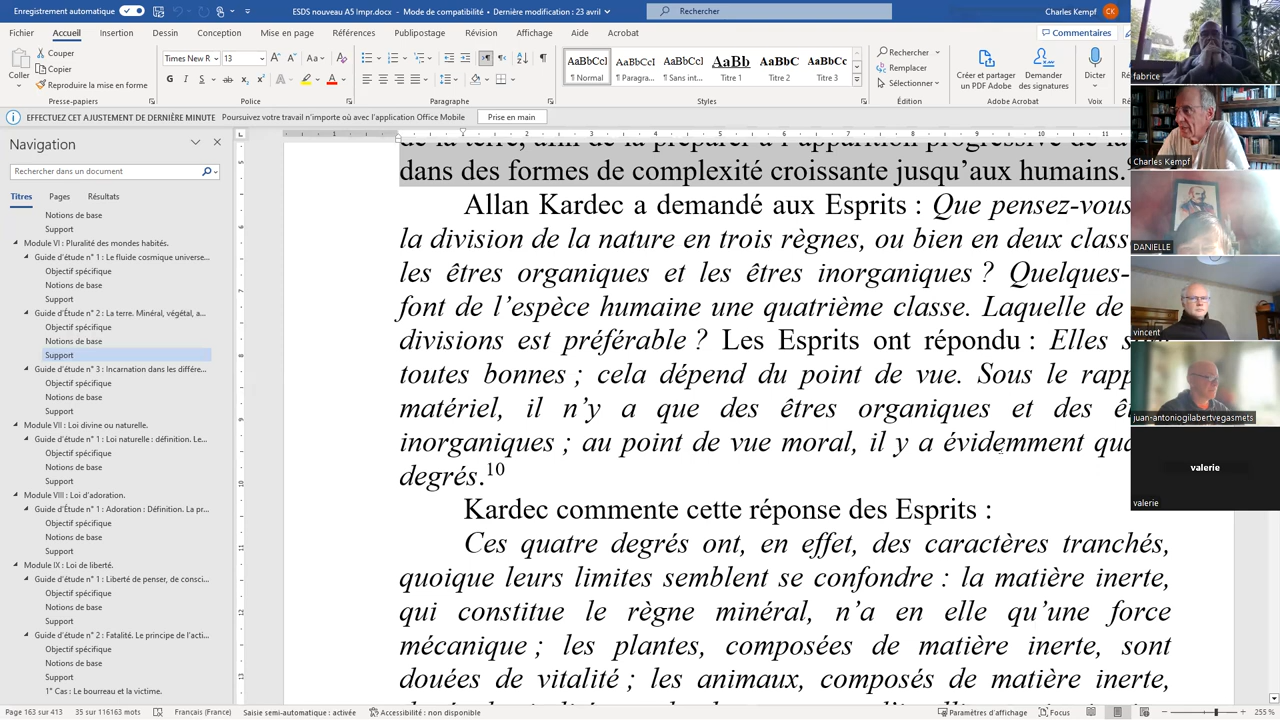 Enregistrement automatique
ESDS nouveau A5 Impr.docx - Mode de compatibilité • Dernière modification : 23 avril
Rechercher
Charles Kempf CK
Fichier Accueil Insertion Dessin Conception Mise en page Références Publipostage Révision Affichage Aide Acrobat
Commentaires
Coller
Couper
Copier
Reproduire la mise en forme
Presse-papiers
Times New R 13
Police
Paragraphe
AaBbCcI AaBbCcI AaBbCcI AaBb AaBbC AaBbCc
¶ Normal ¶ Paragra... ¶ Sans int... Titre 1 Titre 2 Titre 3
Styles
Rechercher
Remplacer
Sélectionner
Édition
Créer et partager un PDF Adobe
Demander des signatures
Adobe Acrobat
Dicter
Voix
EFFECTUEZ CET AJUSTEMENT DE DERNIÈRE MINUTE Poursuivez votre travail n'importe où avec l'application Office Mobile Prise en main
Navigation
Rechercher dans un document
Titres Pages Résultats
Notions de base
Support
Module VI : Pluralité des mondes habités.
Guide d'étude n° 1 : Le fluide cosmique universe...
Objectif spécifique
Notions de base
Support
Guide d'Étude n° 2 : La terre. Minéral, végétal, a...
Objectif spécifique
Notions de base
Support
Guide d'étude n° 3 : Incarnation dans les différe...
Objectif spécifique
Notions de base
Support
Module VII : Loi divine ou naturelle.
Guide d'étude n° 1 : Loi naturelle : définition. Le...
Objectif spécifique
Notions de base
Support
Module VIII : Loi d'adoration.
Guide d'Étude n° 1 : Adoration : Définition. La pr...
Objectif spécifique
Notions de base
Support
Module IX : Loi de liberté.
Guide d'Étude n° 1 : Liberté de penser, de consci...
Objectif spécifique
Notions de base
Support
Guide d'étude n° 2 : Fatalité. Le principe de l'acti...
Objectif spécifique
Notions de base
Support
1° Cas : Le bourreau et la victime.
de la terre, afin de la préparer à l'apparition progressive de la
dans des formes de complexité croissante jusqu'aux humains.
Allan Kardec a demandé aux Esprits : Que pensez-vous
la division de la nature en trois règnes, ou bien en deux class
les êtres organiques et les êtres inorganiques ? Quelques-
font de l'espèce humaine une quatrième classe. Laquelle de
divisions est préférable ? Les Esprits ont répondu : Elles
toutes bonnes ; cela dépend du point de vue. Sous le rapp
matériel, il n'y a que des êtres organiques et des
inorganiques ; au point de vue moral, il y a évidemment
degrés.10
Kardec commente cette réponse des Esprits :
Ces quatre degrés ont, en effet, des caractères tranchés,
quoique leurs limites semblent se confondre : la matière inerte,
qui constitue le règne minéral, n'a en elle qu'une force
mécanique ; les plantes, composées de matière inerte, sont
douées de vitalité ; les animaux, composés de matière inerte,
fabrice
Charles Kempf
DANIELLE
vincent
juan-antoniogilabertvegasmets
valerie
valerie
Page 163 sur 413 35 sur 116163 mots Français (France) Saisie semi-automatique : activée Accessibilité : non disponible Paramètres d'affichage Focus 255 %